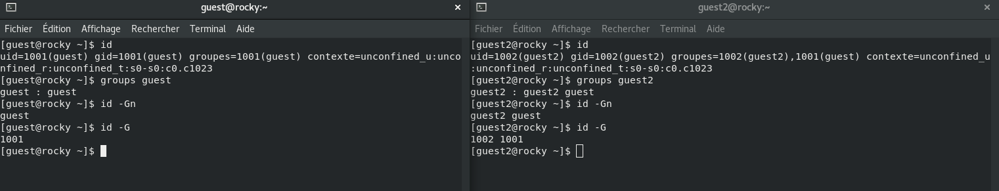 guest@rocky:~
Fichier Édition Affichage Rechercher Terminal Aide
[guest@rocky ~]$ id
uid=1001(guest) gid=1001(guest) groupes=1001(guest) contexte=unconfined_u:unco
nfined_r:unconfined_t:s0-s0:c0.c1023
[guest@rocky ~]$ groups guest
guest : guest
[guest@rocky ~]$ id -Gn
guest
[guest@rocky ~]$ id -G
1001
[guest@rocky ~]$
guest2@rocky:~
Fichier Édition Affichage Rechercher Terminal Aide
[guest2@rocky ~]$ id
uid=1002(guest2) gid=1002(guest2) groupes=1002(guest2),1001(guest) contexte=unconfined_u
:unconfined_r:unconfined_t:s0-s0:c0.c1023
[guest2@rocky ~]$ groups guest2
guest2 : guest2 guest
[guest2@rocky ~]$ id -Gn
guest2 guest
[guest2@rocky ~]$ id -G
1002 1001
[guest2@rocky ~]$